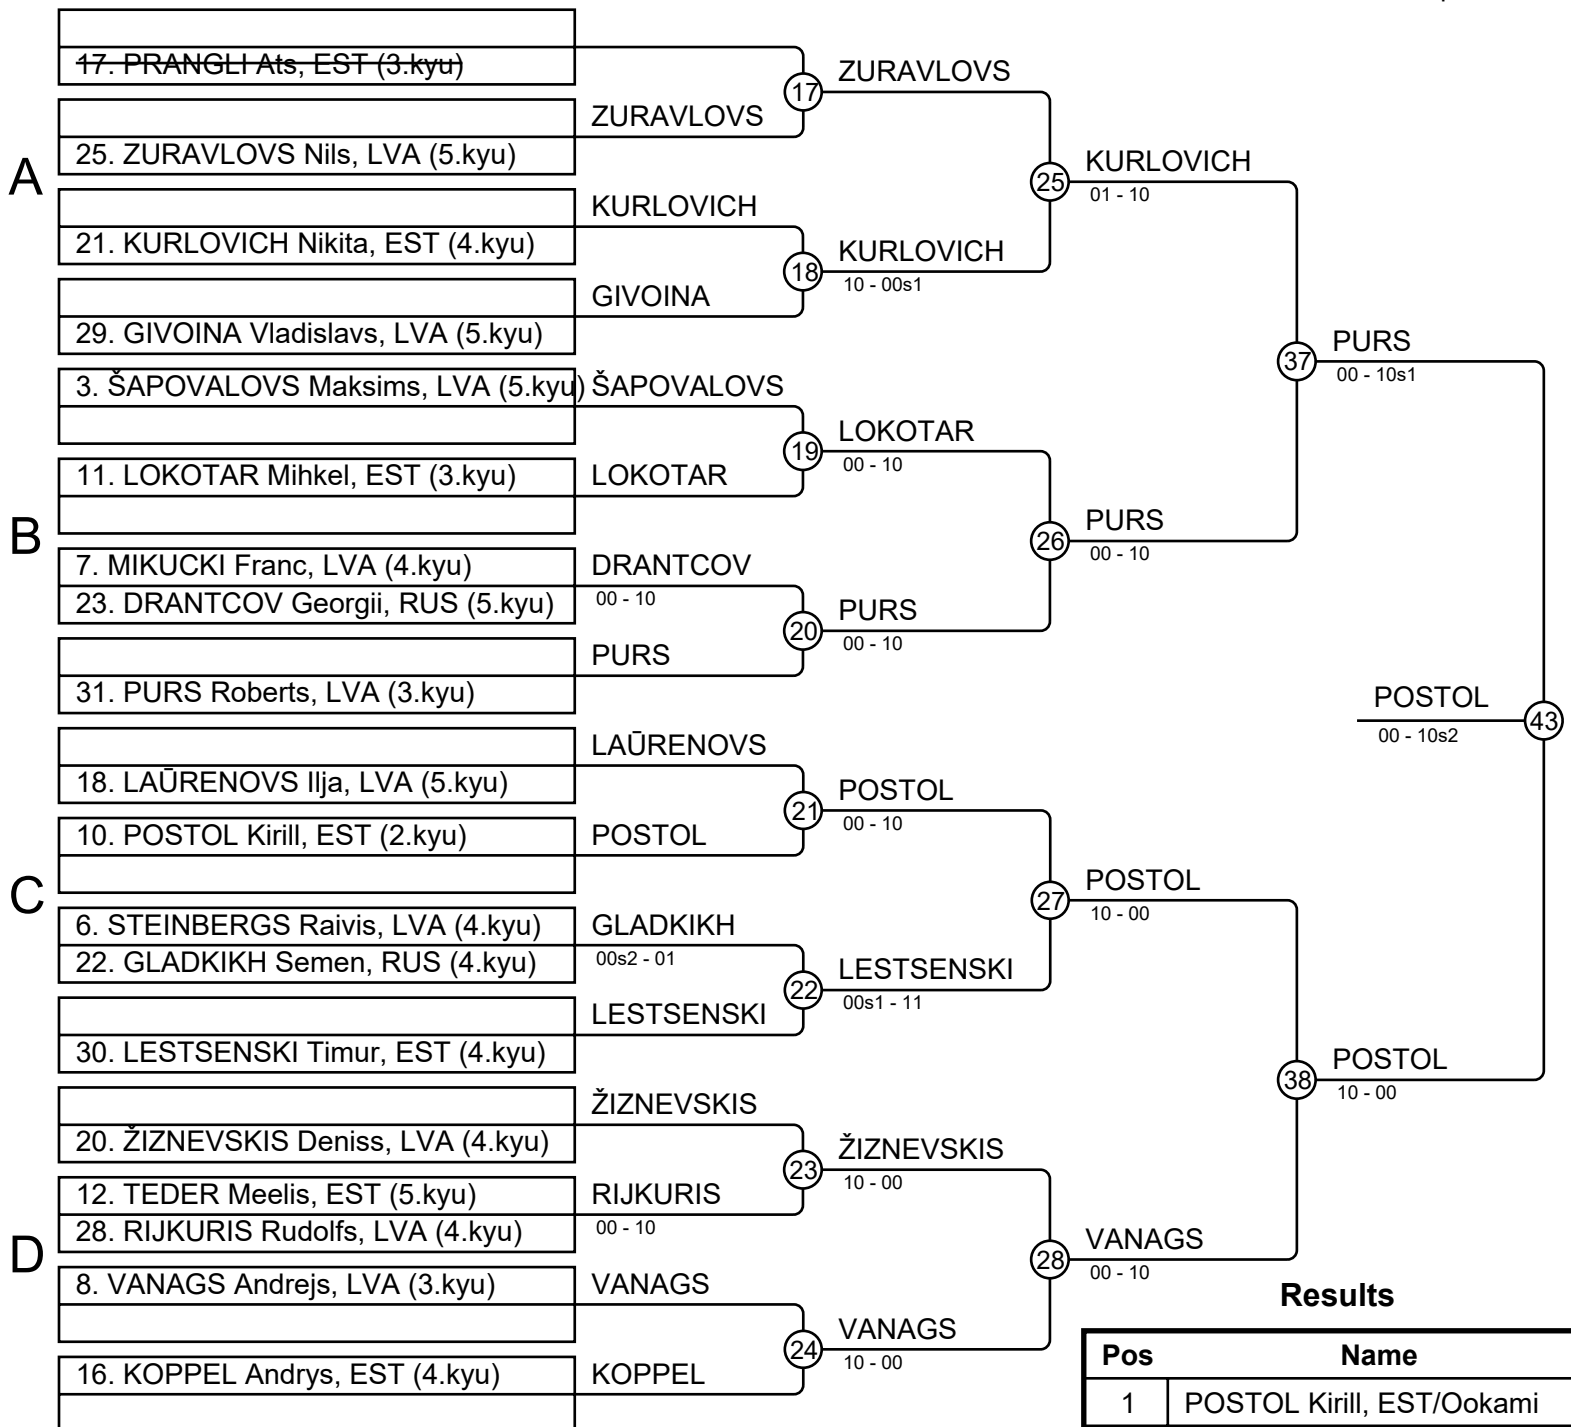 A
17. PRANGLI Ats, EST (3.kyu)
25. ZURAVLOVS Nils, LVA (5.kyu)
ZURAVLOVS
17
ZURAVLOVS
21. KURLOVICH Nikita, EST (4.kyu)
KURLOVICH
29. GIVOINA Vladislavs, LVA (5.kyu)
GIVOINA
18
KURLOVICH
10 - 00s1
25
KURLOVICH
01 - 10
B
3. ŠAPOVALOVS Maksims, LVA (5.kyu)
ŠAPOVALOVS
11. LOKOTAR Mihkel, EST (3.kyu)
LOKOTAR
19
LOKOTAR
00 - 10
7. MIKUCKI Franc, LVA (4.kyu)
23. DRANTCOV Georgii, RUS (5.kyu)
DRANTCOV
00 - 10
31. PURS Roberts, LVA (3.kyu)
PURS
20
PURS
00 - 10
26
PURS
00 - 10
37
PURS
00 - 10s1
C
18. LAŪRENOVS Ilja, LVA (5.kyu)
LAŪRENOVS
10. POSTOL Kirill, EST (2.kyu)
POSTOL
21
POSTOL
00 - 10
6. STEINBERGS Raivis, LVA (4.kyu)
22. GLADKIKH Semen, RUS (4.kyu)
GLADKIKH
00s2 - 01
30. LESTSENSKI Timur, EST (4.kyu)
LESTSENSKI
22
LESTSENSKI
00s1 - 11
27
POSTOL
10 - 00
D
20. ŽIZNEVSKIS Deniss, LVA (4.kyu)
ŽIZNEVSKIS
12. TEDER Meelis, EST (5.kyu)
28. RIJKURIS Rudolfs, LVA (4.kyu)
RIJKURIS
00 - 10
23
ŽIZNEVSKIS
10 - 00
8. VANAGS Andrejs, LVA (3.kyu)
VANAGS
16. KOPPEL Andrys, EST (4.kyu)
KOPPEL
24
VANAGS
10 - 00
28
VANAGS
00 - 10
38
POSTOL
10 - 00
POSTOL
43
00 - 10s2
Results
Pos Name
1 POSTOL Kirill, EST/Ookami